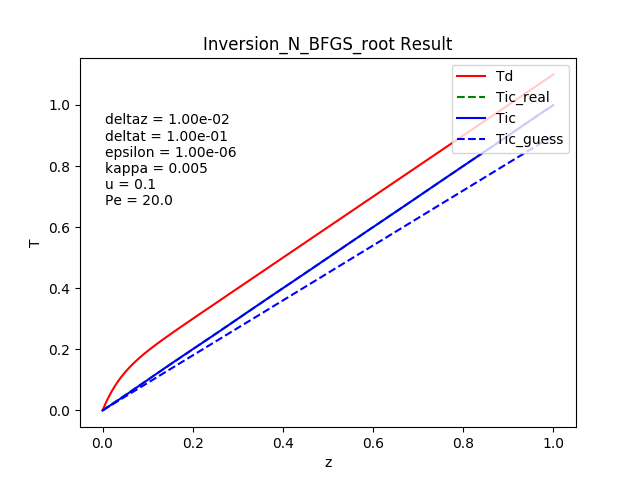 Inversion_N_BFGS_root Result
Td
Tic_real
Tic
Tic_guess
deltaz = 1.00e-02
deltat = 1.00e-01
epsilon = 1.00e-06
kappa = 0.005
u = 0.1
Pe = 20.0
T
1.0
0.8
0.6
0.4
0.2
0.0
0.0 0.2 0.4 0.6 0.8 1.0
z